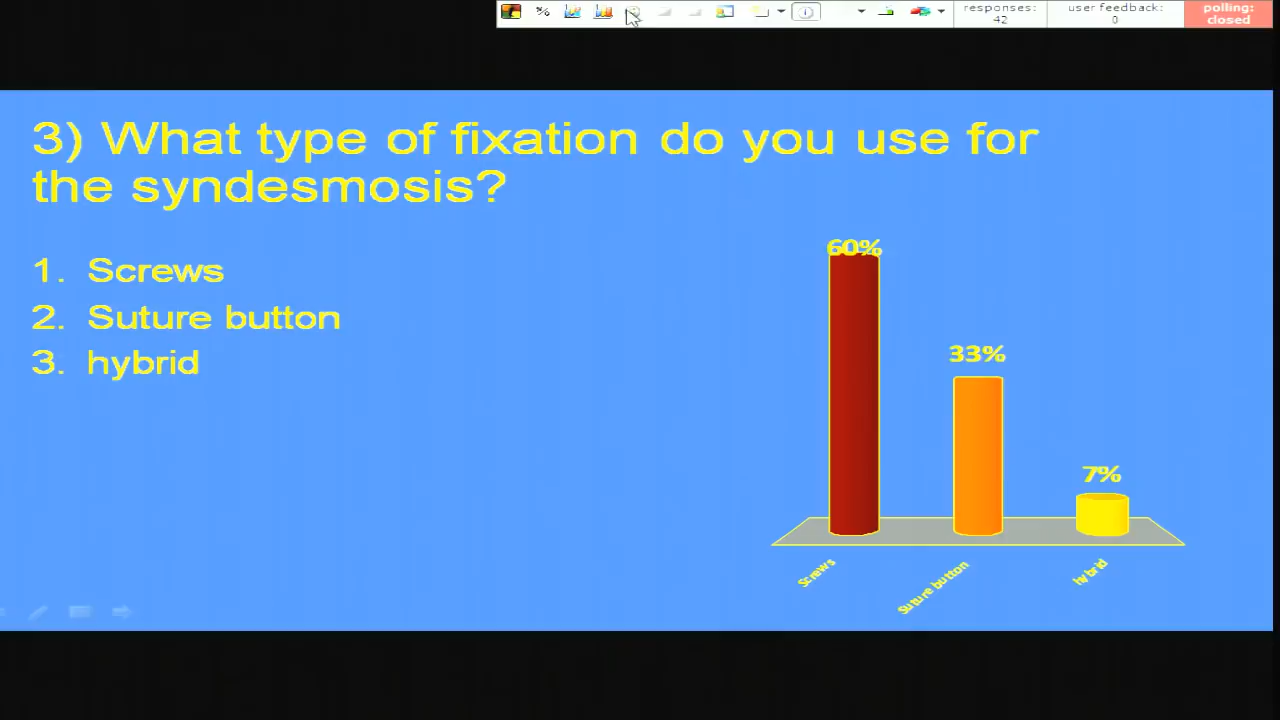 responses:
42
user feedback:
0
polling:
closed
3) What type of fixation do you use for
the syndesmosis?
1. Screws
2. Suture button
3. hybrid
60%
33%
7%
Screws
Suture button
hybrid